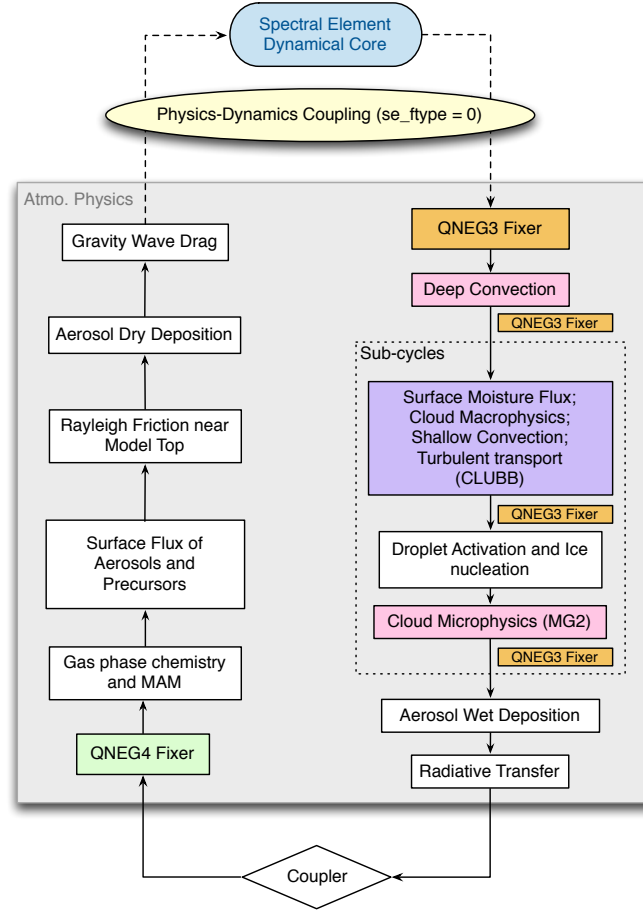 Spectral Element
Dynamical Core
Physics-Dynamics Coupling (se_ftype = 0)
Atmo. Physics
Gravity Wave Drag
Aerosol Dry Deposition
Rayleigh Friction near
Model Top
Surface Flux of
Aerosols and
Precursors
Gas phase chemistry
and MAM
QNEG4 Fixer
QNEG3 Fixer
Deep Convection
QNEG3 Fixer
Sub-cycles
Surface Moisture Flux;
Cloud Macrophysics;
Shallow Convection;
Turbulent transport
(CLUBB)
QNEG3 Fixer
Droplet Activation and Ice
nucleation
Cloud Microphysics (MG2)
QNEG3 Fixer
Aerosol Wet Deposition
Radiative Transfer
Coupler